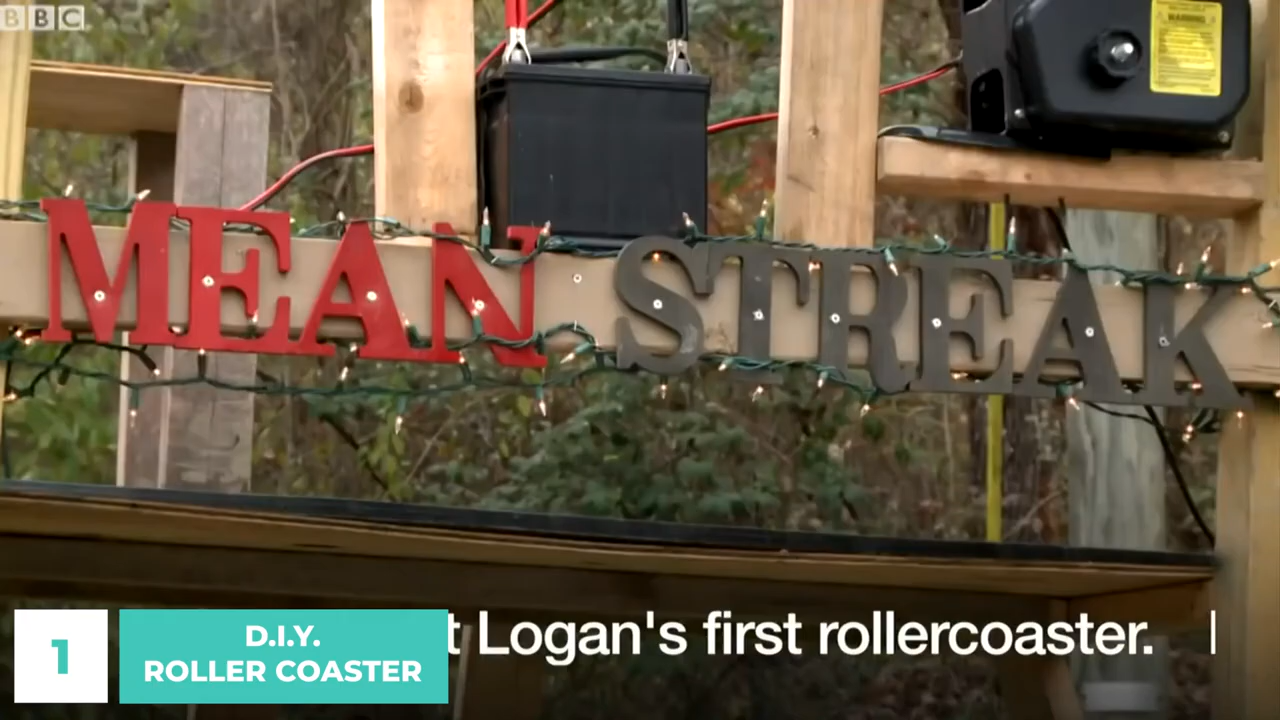 BBC
WARNING
MEAN STREAK
t Logan's first rollercoaster.
1
D.I.Y.
ROLLER COASTER